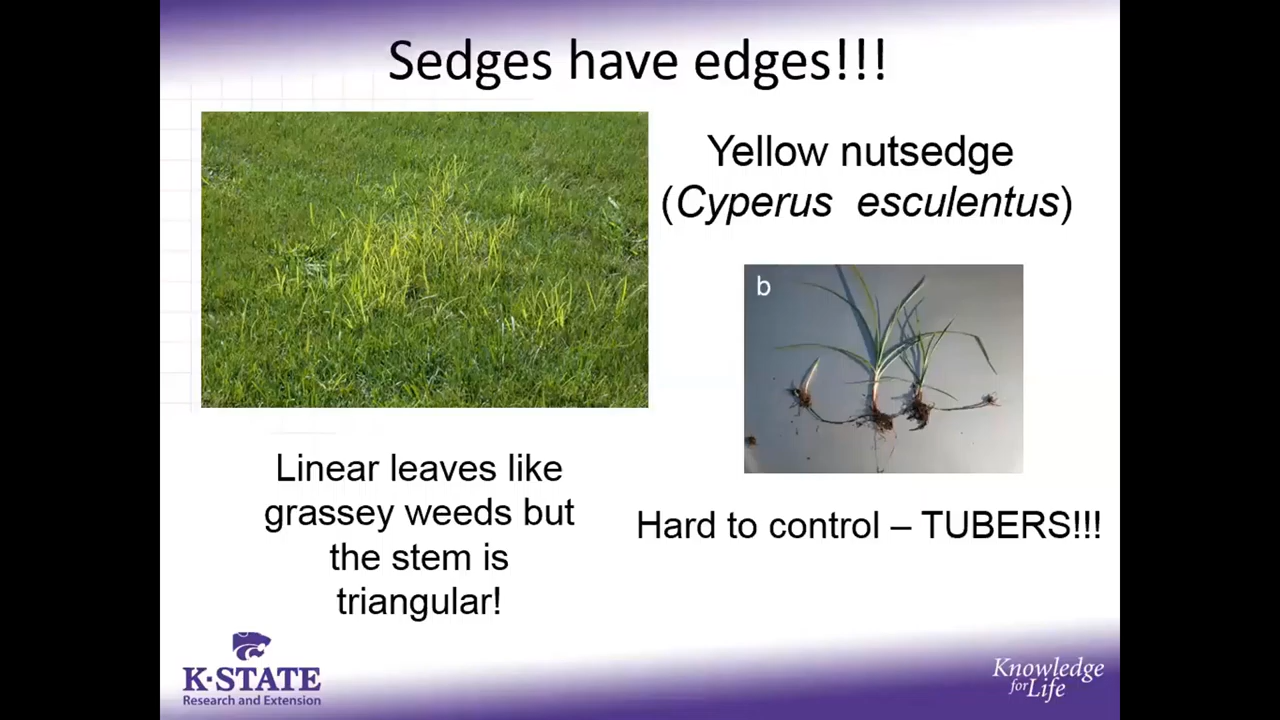 Sedges have edges!!!
Yellow nutsedge
(Cyperus esculentus)
b
Linear leaves like
grassey weeds but
the stem is
triangular!
Hard to control – TUBERS!!!
K-STATE
Research and Extension
Knowledge
for Life